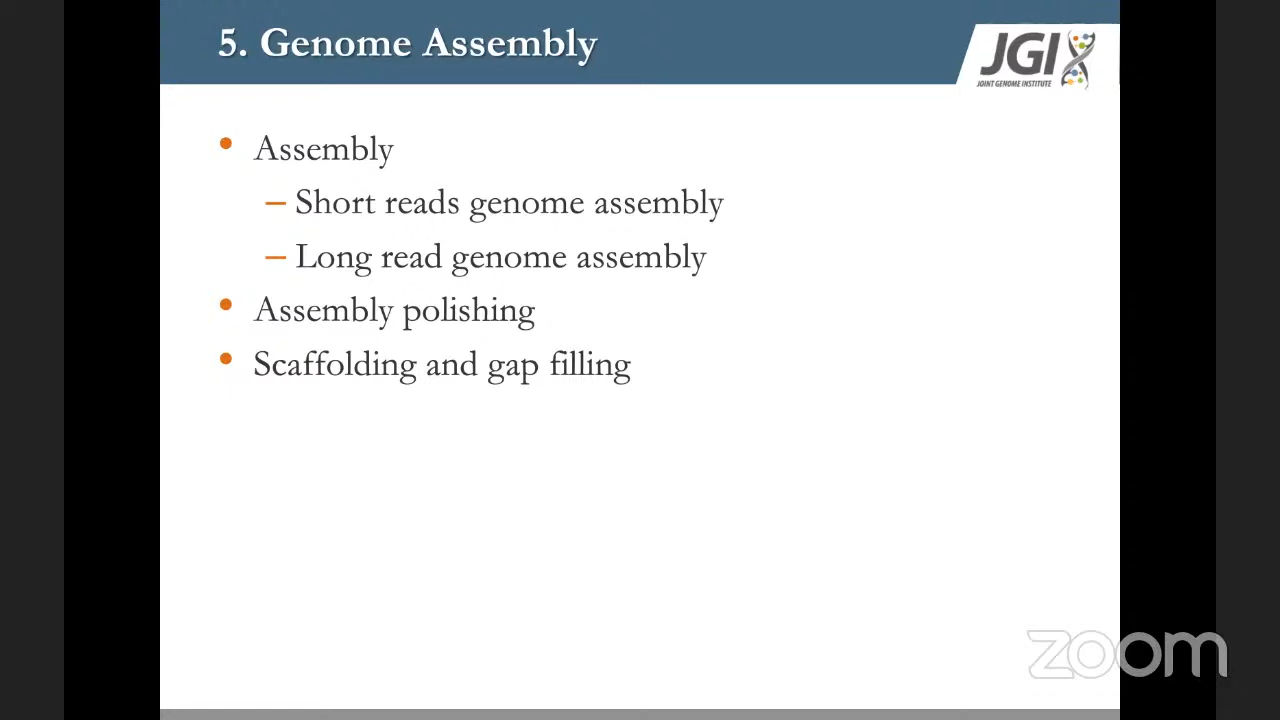 5. Genome Assembly
JGI
JOINT GENOME INSTITUTE
• Assembly
– Short reads genome assembly
– Long read genome assembly
• Assembly polishing
• Scaffolding and gap filling
zoom